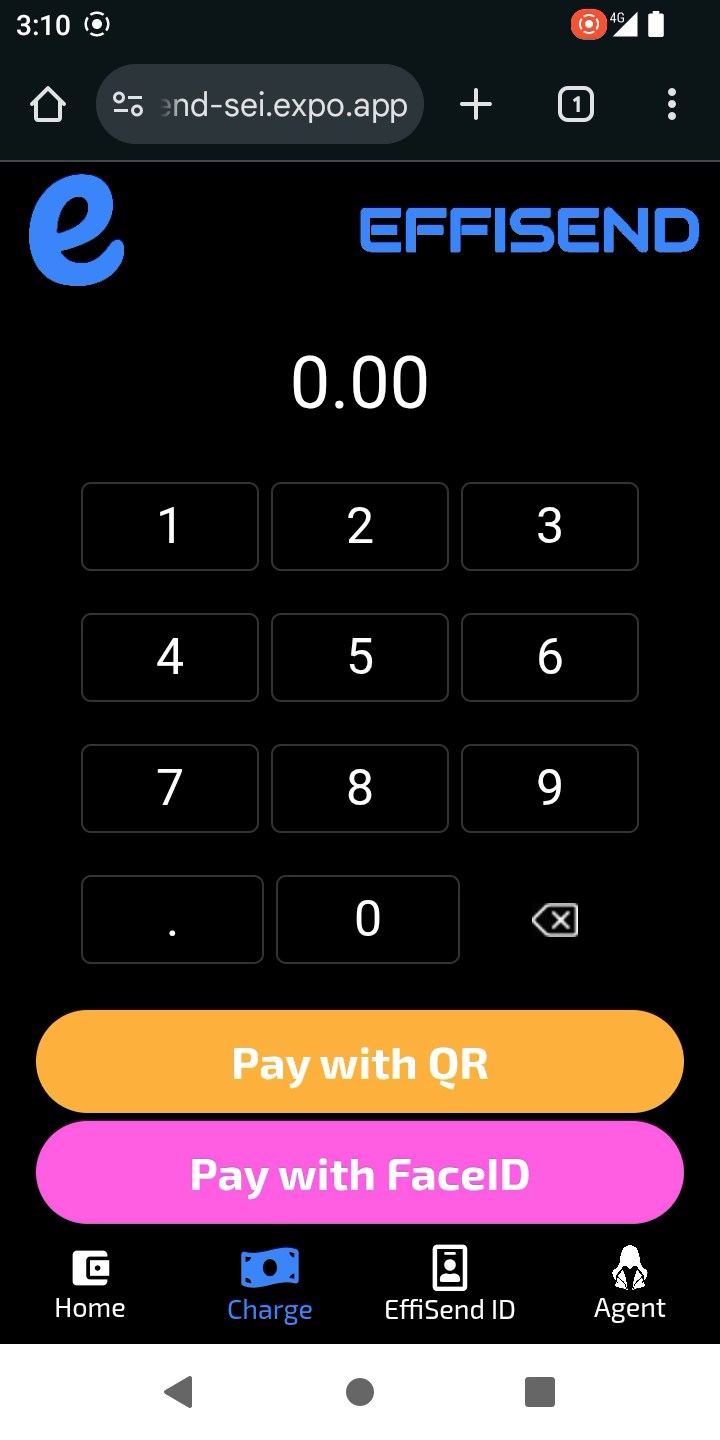 3:10 4G
end-sei.expo.app 1
e EFFISEND
0.00
1 2 3
4 5 6
7 8 9
. 0
Pay with QR
Pay with FaceID
Home Charge EffiSend ID Agent